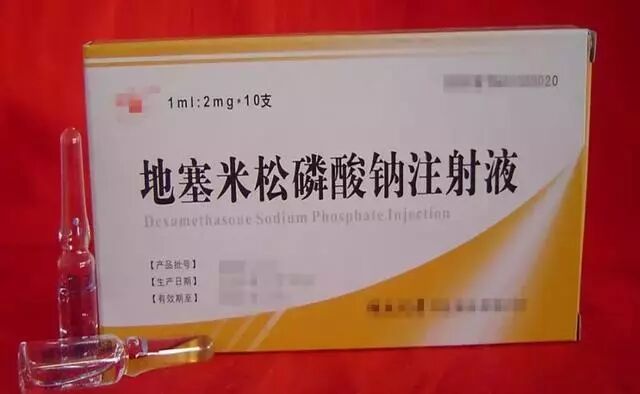 020
1ml:2mg*10支
地塞米松磷酸钠注射液
Dexamethasone Sodium Phosphate Injection
【产品批号】
【生产日期】
【有效期至】